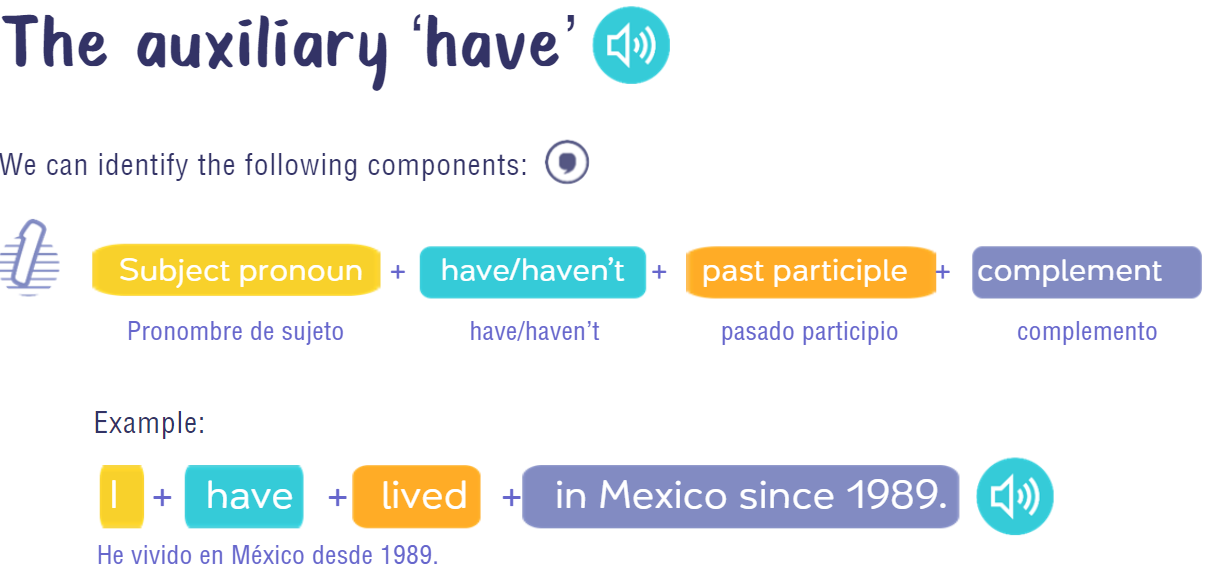 The auxiliary ‘have’
We can identify the following components:
Subject pronoun + have/haven’t + past participle + complement
Pronombre de sujeto have/haven’t pasado participio complemento
Example:
I + have + lived + in Mexico since 1989.
He vivido en México desde 1989.